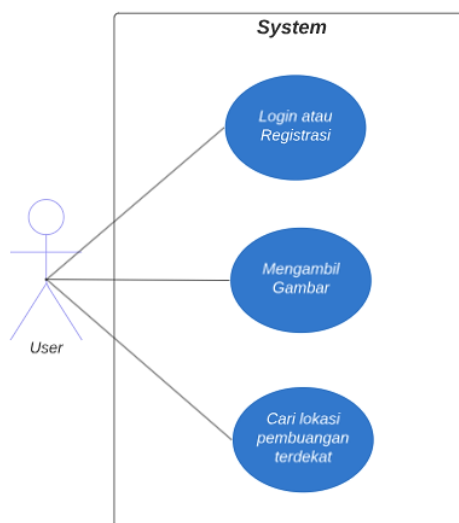 System
Login atau
Registrasi
Mengambil
Gambar
User
Cari lokasi
pembuangan
terdekat